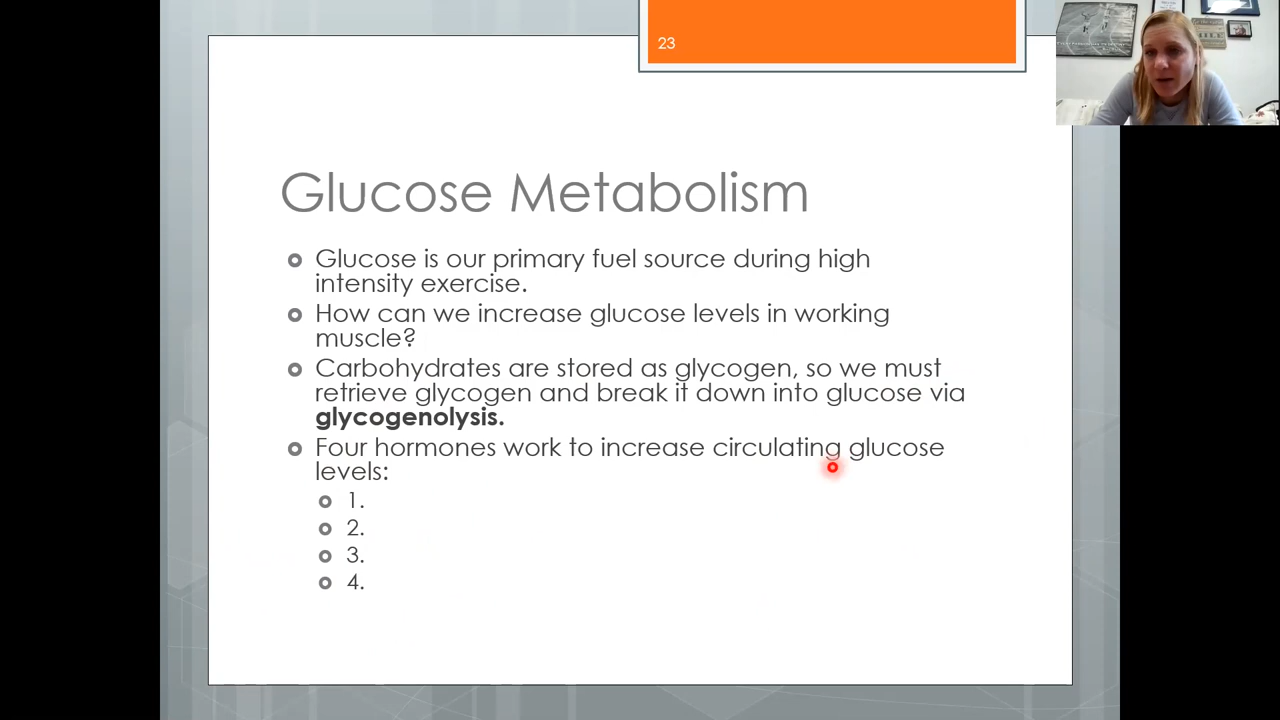 23
Glucose Metabolism
Glucose is our primary fuel source during high
intensity exercise.
How can we increase glucose levels in working
muscle?
Carbohydrates are stored as glycogen, so we must
retrieve glycogen and break it down into glucose via
glycogenolysis.
Four hormones work to increase circulating glucose
levels:
1.
2.
3.
4.